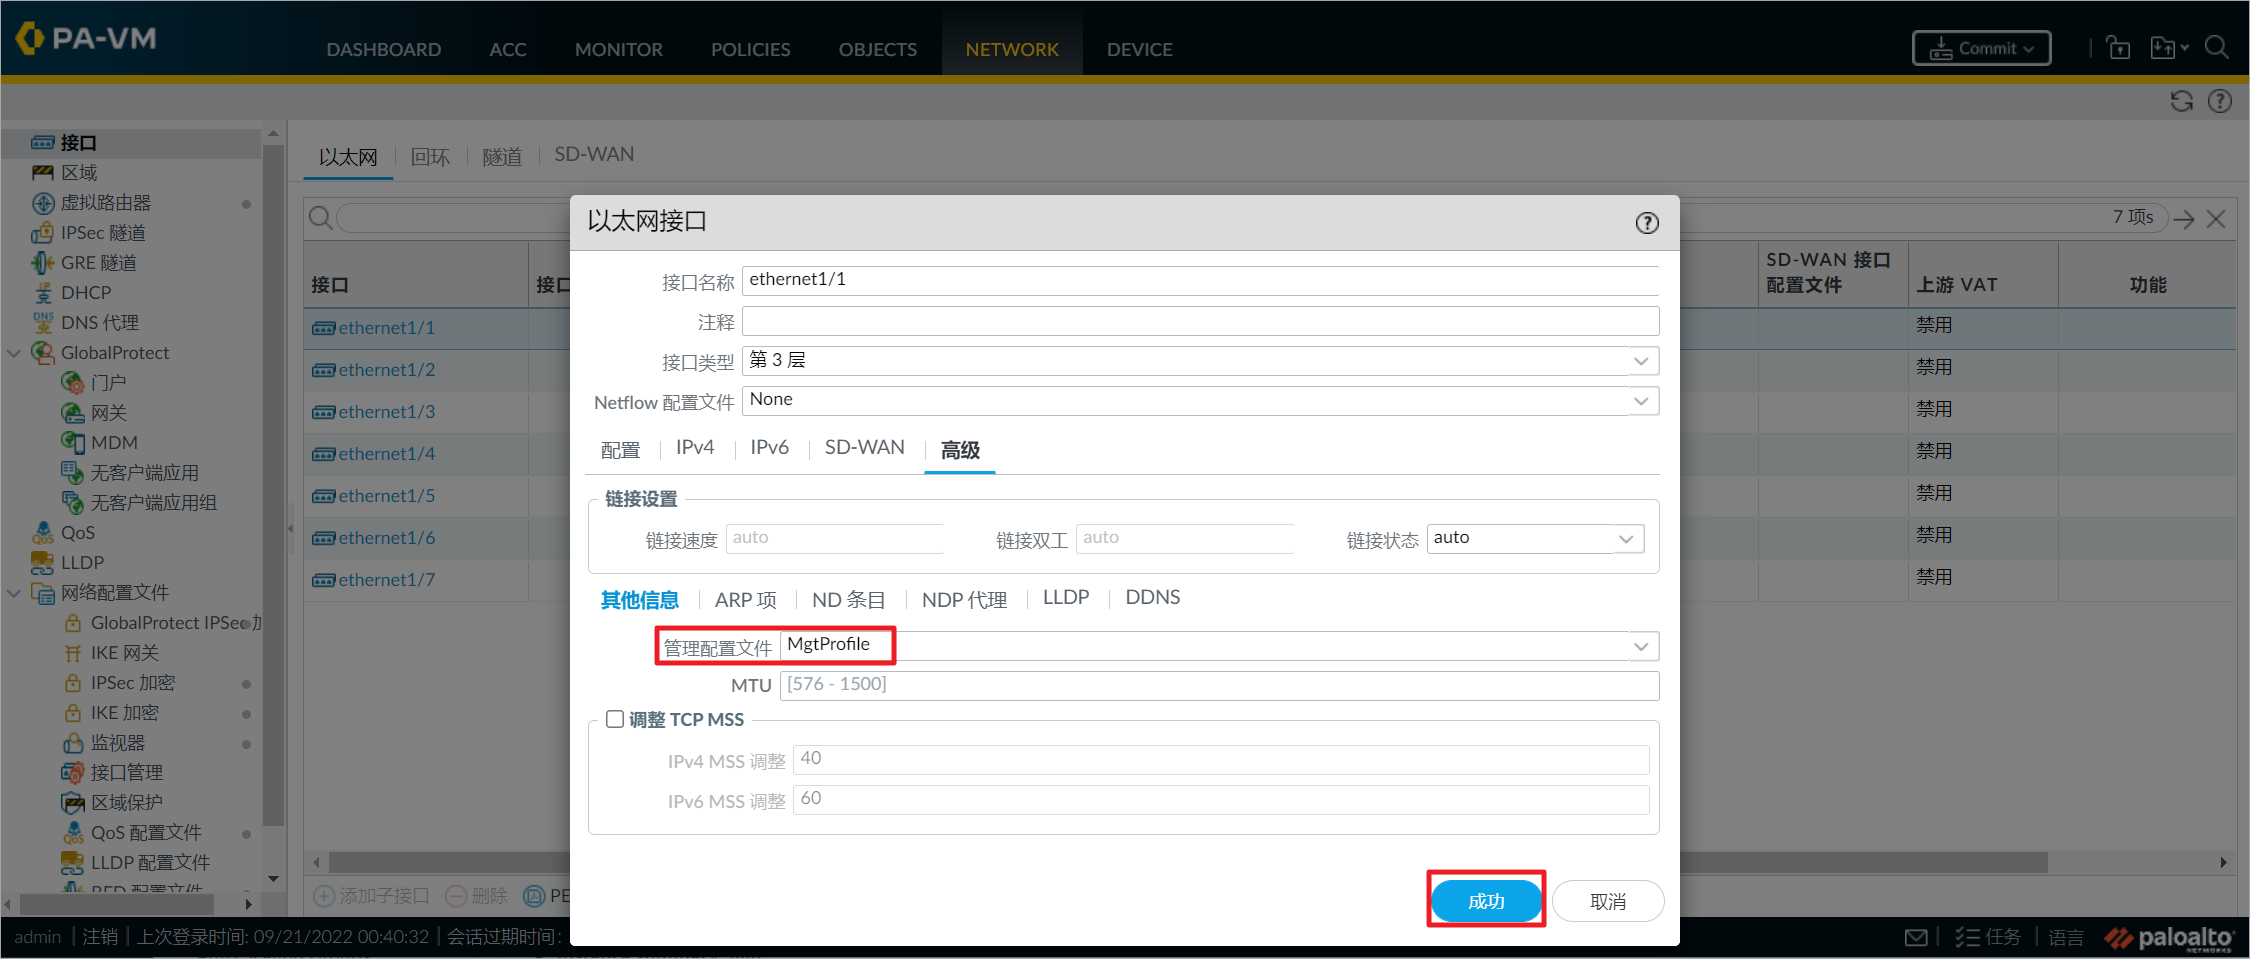 PA-VM
DASHBOARD
ACC
MONITOR
POLICIES
OBJECTS
NETWORK
DEVICE
Commit
接口
区域
虚拟路由器
IPSec 隧道
GRE 隧道
DHCP
DNS 代理
GlobalProtect
门户
网关
MDM
无客户端应用
无客户端应用组
QoS
LLDP
网络配置文件
GlobalProtect IPSec 加
IKE 网关
IPSec 加密
IKE 加密
监视器
接口管理
区域保护
QoS 配置文件
LLDP 配置文件
BFD 配置文件
以太网
回环
隧道
SD-WAN
7 项s
接口
接口
SD-WAN 接口
配置文件
上游 VAT
功能
ethernet1/1
禁用
ethernet1/2
禁用
ethernet1/3
禁用
ethernet1/4
禁用
ethernet1/5
禁用
ethernet1/6
禁用
ethernet1/7
禁用
添加子接口
删除
PE
以太网接口
接口名称 ethernet1/1
注释
接口类型 第 3 层
Netflow 配置文件 None
配置
IPv4
IPv6
SD-WAN
高级
链接设置
链接速度 auto
链接双工 auto
链接状态 auto
其他信息
ARP 项
ND 条目
NDP 代理
LLDP
DDNS
管理配置文件 MgtProfile
MTU [576 - 1500]
调整 TCP MSS
IPv4 MSS 调整 40
IPv6 MSS 调整 60
成功
取消
admin | 注销 | 上次登录时间: 09/21/2022 00:40:32 | 会话过期时间:
任务
语言
paloalto
NETWORKS